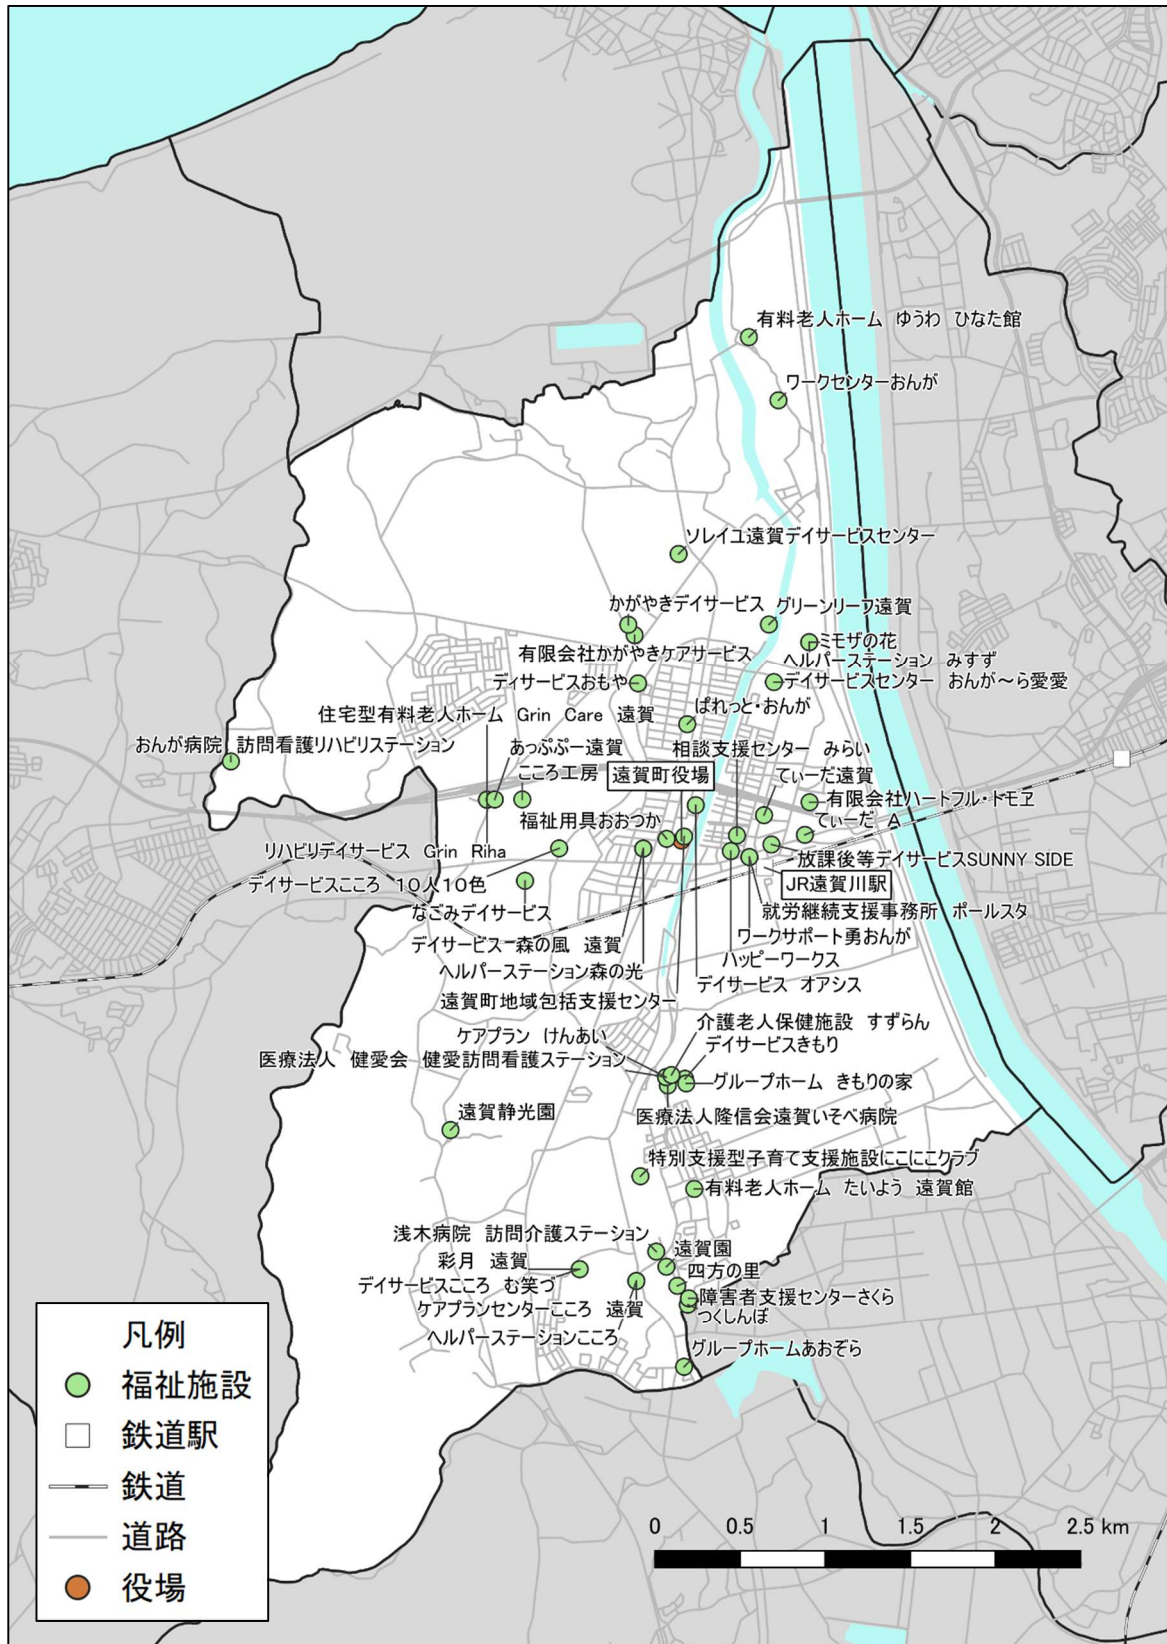 有料老人ホーム　ゆうわ　ひなた館
ワークセンターおんが
ソレイユ遠賀デイサービスセンター
かがやきデイサービス
グリーンリーフ遠賀
ミモザの花
有限会社かがやきケアサービス
ヘルパーステーション　みすず
デイサービスおもや
デイサービスセンター　おんが～ら愛愛
ぱれっと・おんが
住宅型有料老人ホーム　Grin　Care　遠賀
おんが病院　訪問看護リハビリステーション
あっぷぷー遠賀
相談支援センター　みらい
こころ工房
遠賀町役場
てぃーだ遠賀
有限会社ハートフル・トモヱ
福祉用具おおつか
てぃーだ　A
リハビリデイサービス　Grin　Riha
放課後等デイサービスSUNNY SIDE
デイサービスこころ　10人10色
JR遠賀川駅
なごみデイサービス
就労継続支援事務所　ポールスタ
デイサービス－森の風　遠賀
ワークサポート勇おんが
ヘルパーステーション森の光
ハッピーワークス
遠賀町地域包括支援センター
デイサービス　オアシス
ケアプラン　けんあい
介護老人保健施設　すずらん
デイサービスきもり
医療法人　健愛会　健愛訪問看護ステーション
グループホーム　きもりの家
遠賀静光園
医療法人隆信会遠賀いそべ病院
特別支援型子育て支援施設にこにこクラブ
有料老人ホーム　たいよう　遠賀館
浅木病院　訪問介護ステーション
遠賀園
彩月　遠賀
四方の里
デイサービスこころ　む笑づ
障害者支援センターさくら
ケアプランセンターこころ　遠賀
つくしんぼ
ヘルパーステーションこころ
グループホームあおぞら
凡例
福祉施設
鉄道駅
鉄道
道路
役場
0 0.5 1 1.5 2 2.5 km